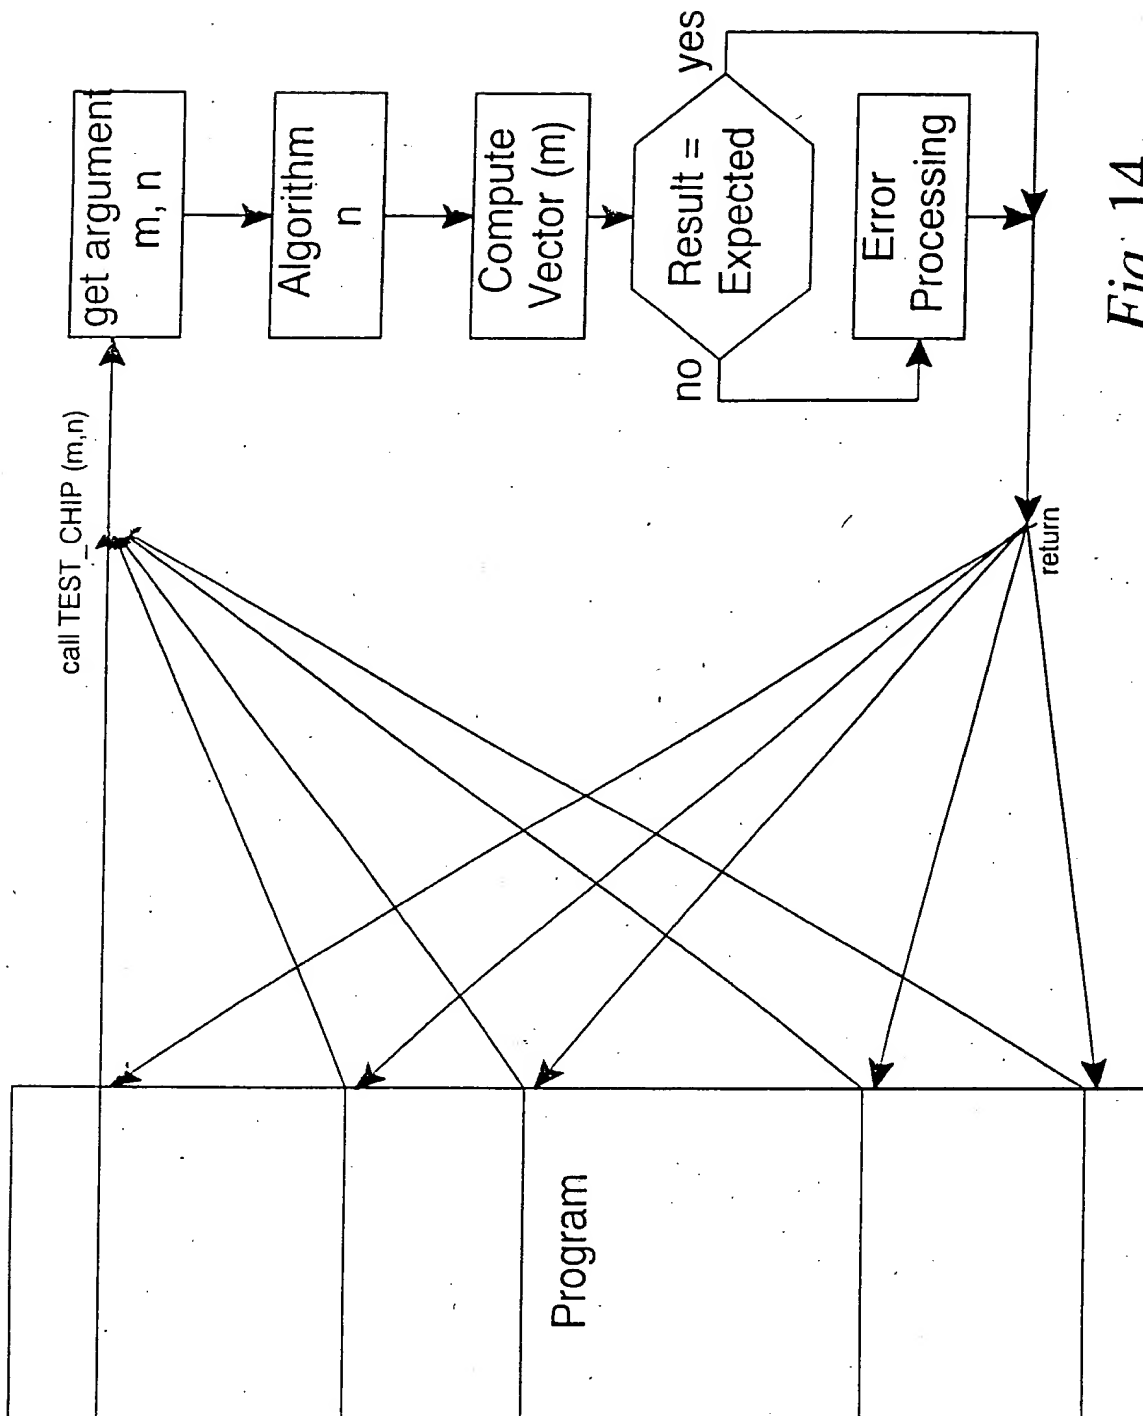 call TEST_CHIP (m,n)
get argument
m, n
Algorithm
n
Compute
Vector (m)
Result =
Expected
yes
no
Error
Processing
return
Program
Fig. 14